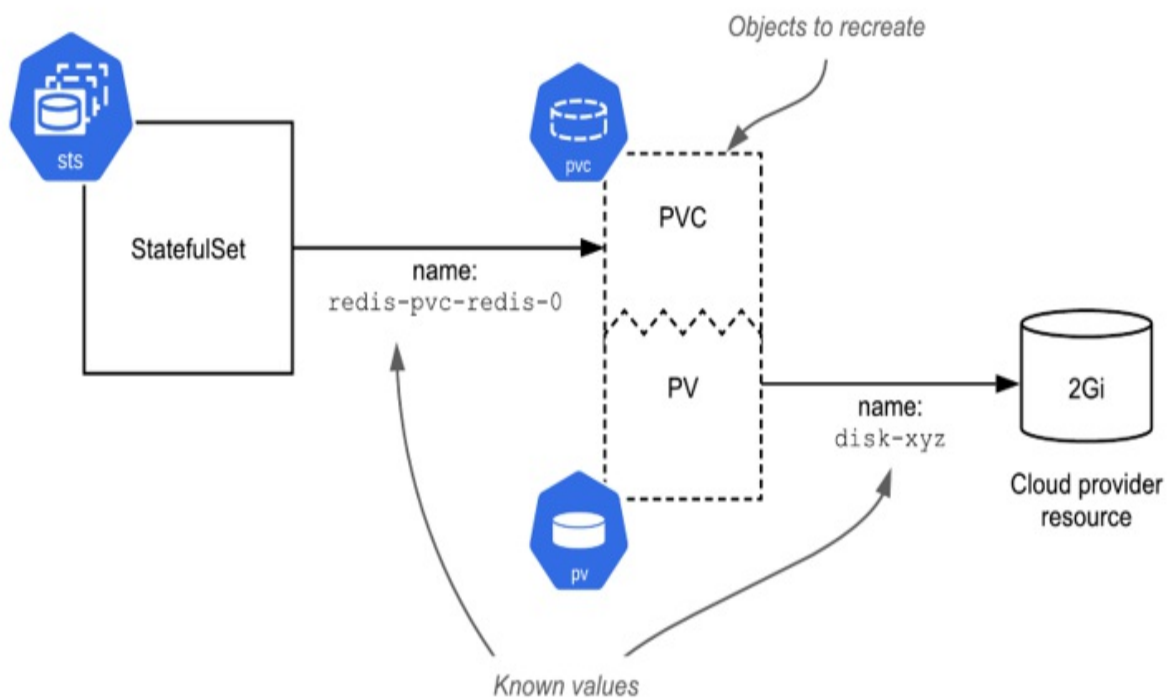 Objects to recreate
sts
pvc
StatefulSet
PVC
name:
redis-pvc-redis-0
PV
2Gi
name:
disk-xyz
Cloud provider
resource
pv
Known values